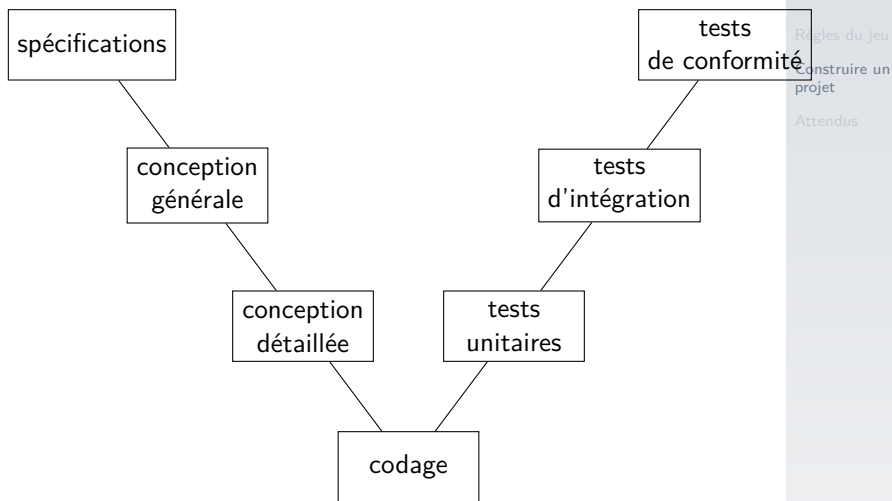 spécifications
conception
générale
conception
détaillée
codage
tests
unitaires
tests
d'intégration
tests
de conformité
Règles du jeu
Construire un
projet
Attendus